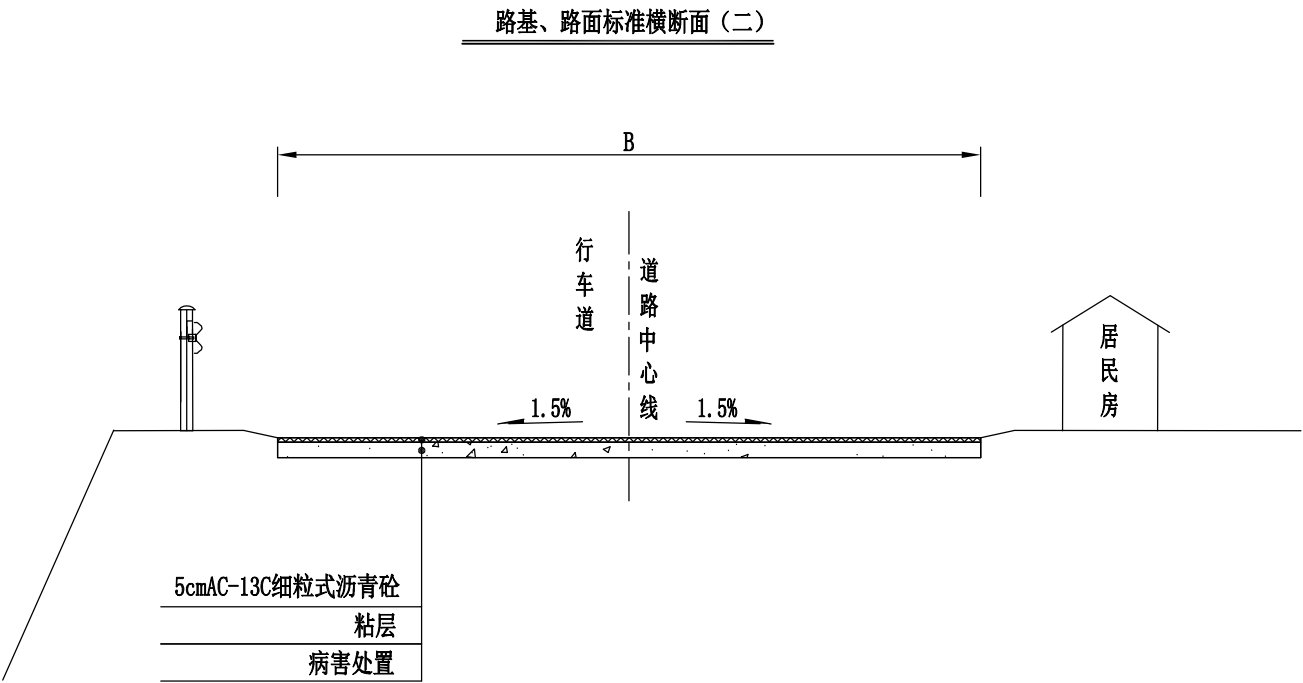 路基、路面标准横断面（二）
B
行车道
道路中心线
居民房
1.5%
1.5%
5cmAC-13C细粒式沥青砼
粘层
病害处置